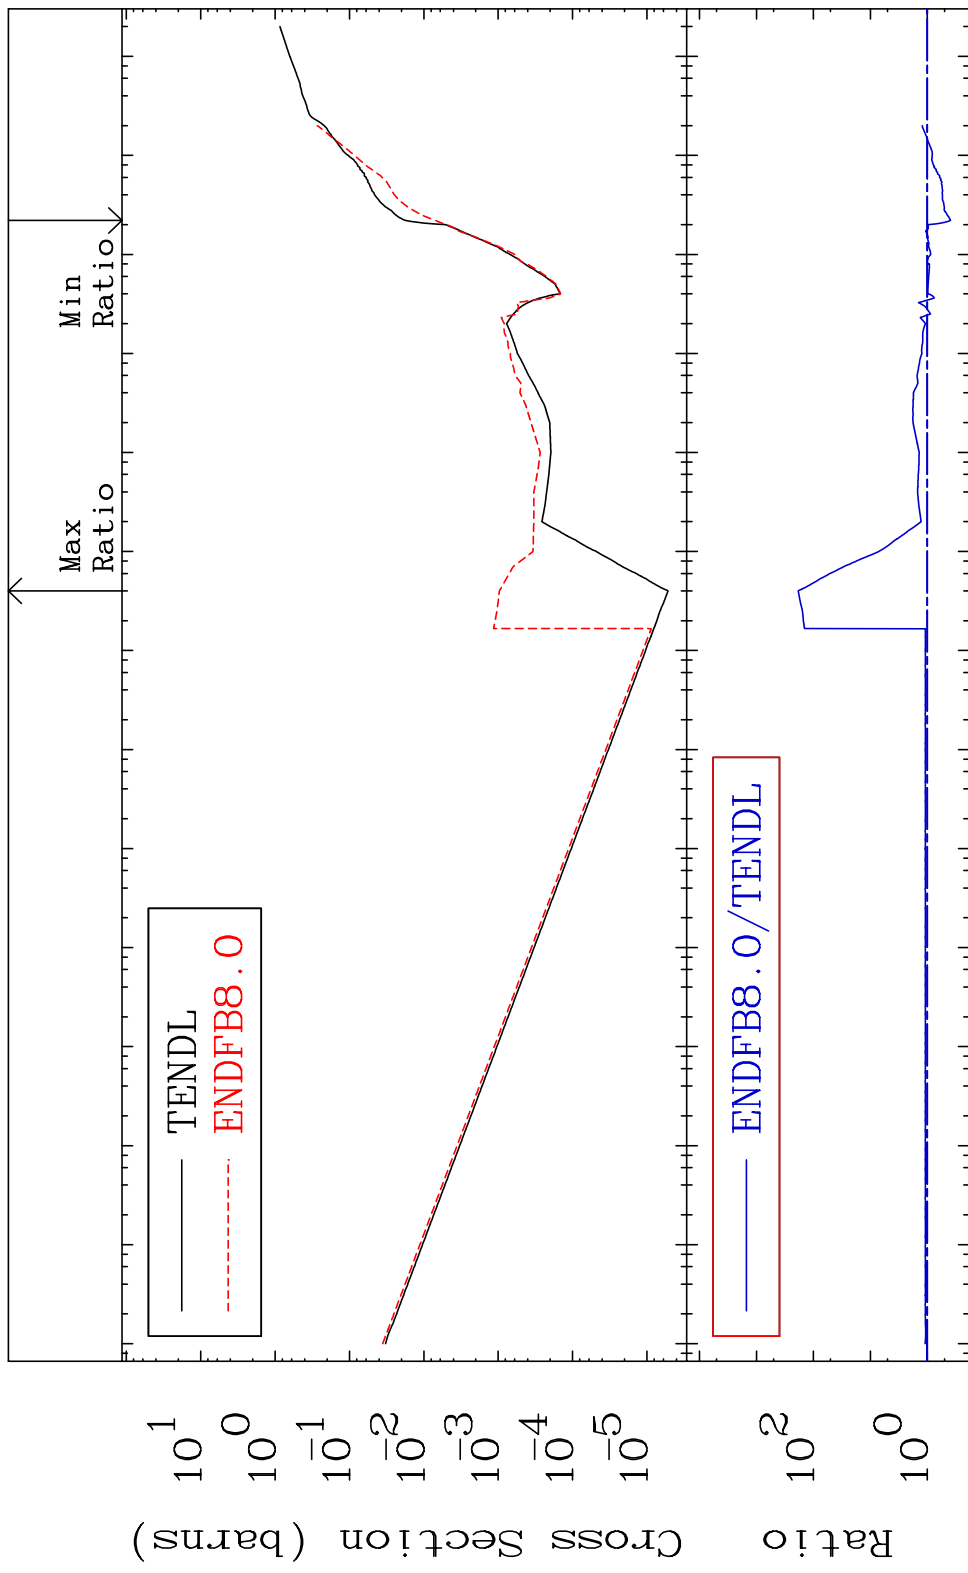 Max
Ratio
Min
Ratio
TENDL
ENDFB8.0
10^1
10^0
10^-1
10^-2
10^-3
10^-4
10^-5
Cross Section (barns)
ENDFB8.0/TENDL
10^2
10^0
Ratio